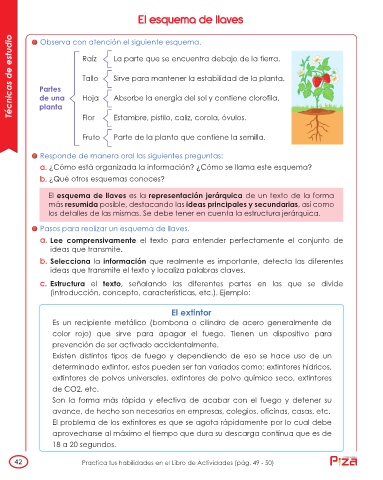 El esquema de llaves
Técnicas de estudio
Observa con atención el siguiente esquema.
Partes de una planta
Raíz La parte que se encuentra debajo de la tierra.
Tallo Sirve para mantener la estabilidad de la planta.
Hoja Absorbe la energía del sol y contiene clorofila.
Flor Estambre, pistilo, caliz, corola, óvulos.
Fruto Parte de la planta que contiene la semilla.
Responde de manera oral las siguientes preguntas:
a. ¿Cómo está organizada la información? ¿Cómo se llama este esquema?
b. ¿Qué otros esquemas conoces?
El esquema de llaves es la representación jerárquica de un texto de la forma
más resumida posible, destacando las ideas principales y secundarias, así como
los detalles de las mismas. Se debe tener en cuenta la estructura jerárquica.
Pasos para realizar un esquema de llaves.
a. Lee comprensivamente el texto para entender perfectamente el conjunto de
ideas que transmite.
b. Selecciona la información que realmente es importante, detecta las diferentes
ideas que transmite el texto y localiza palabras claves.
c. Estructura el texto, señalando las diferentes partes en las que se divide
(introducción, concepto, características, etc.). Ejemplo:
El extintor
Es un recipiente metálico (bombona o cilindro de acero generalmente de
color rojo) que sirve para apagar el fuego. Tienen un dispositivo para
prevención de ser activado accidentalmente.
Existen distintos tipos de fuego y dependiendo de eso se hace uso de un
determinado extintor, estos pueden ser tan variados como: extintores hídricos,
extintores de polvos universales, extintores de polvo químico seco, extintores
de CO2, etc.
Son la forma más rápida y efectiva de acabar con el fuego y detener su
avance, de hecho son necesarios en empresas, colegios, oficinas, casas, etc.
El problema de los extintores es que se agota rápidamente por lo cual debe
aprovecharse al máximo el tiempo que dura su descarga continua que es de
18 a 20 segundos.
42
Practica tus habilidades en el Libro de Actividades (pág. 49 - 50)
Pizza